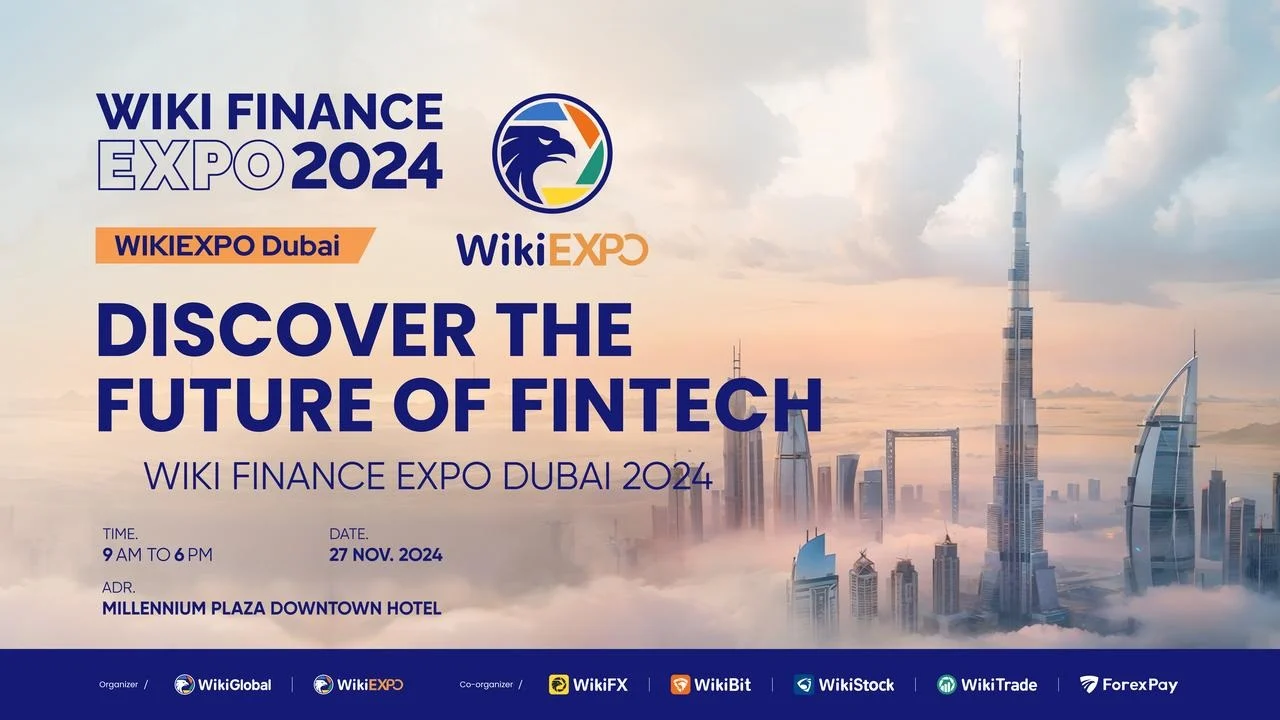 WIKI FINANCE
EXPO 2024
WikiEXPO
WIKIEXPO Dubai
DISCOVER THE
FUTURE OF FINTECH
WIKI FINANCE EXPO DUBAI 2024
TIME.
9 AM TO 6 PM
DATE.
27 NOV. 2024
ADR.
MILLENNIUM PLAZA DOWNTOWN HOTEL
Organizer / WikiGlobal | WikiEXPO Co-organizer / WikiFX | WikiBit | WikiStock | WikiTrade | ForexPay